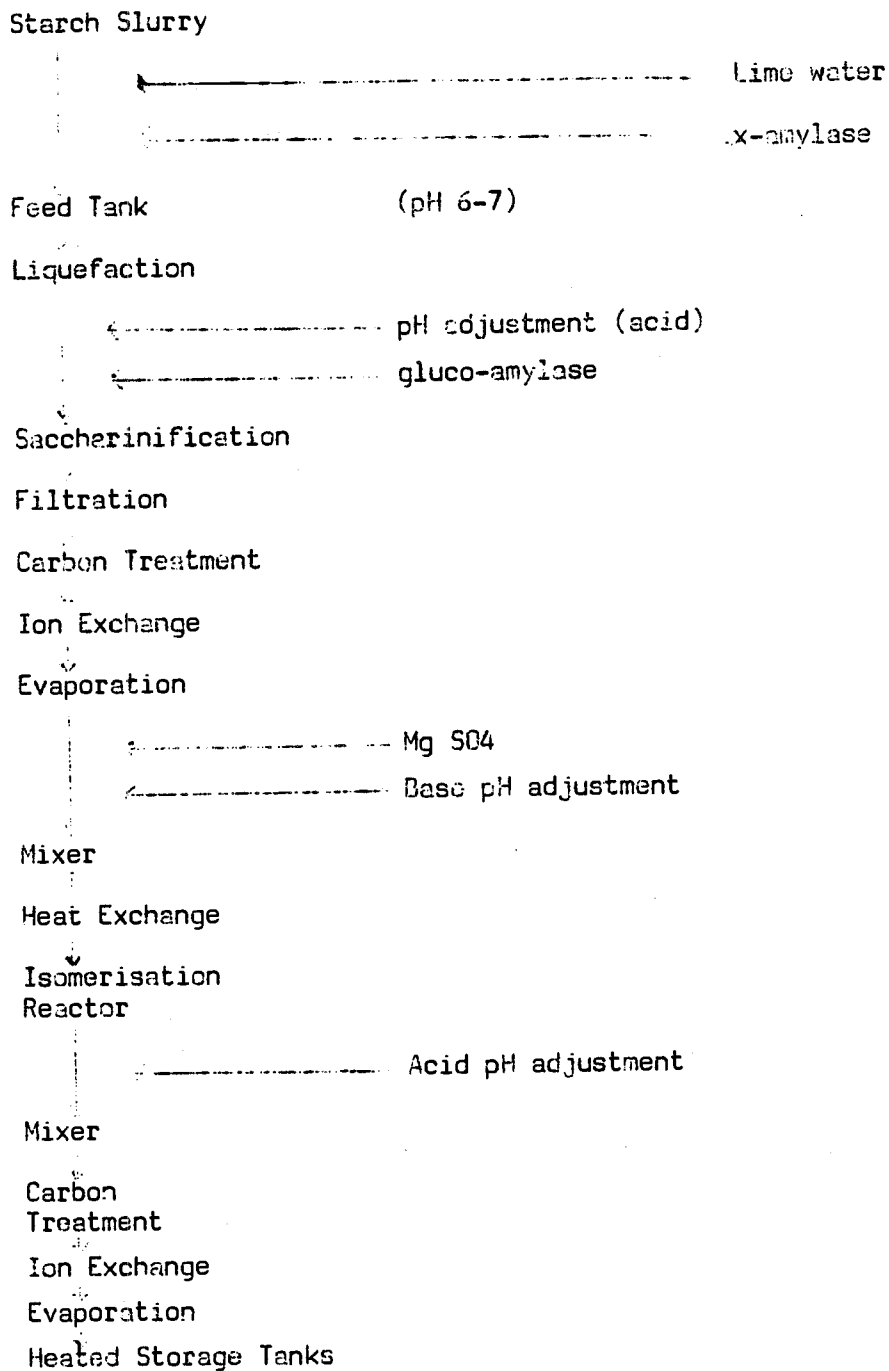 Starch Slurry
Lime water
x-amylase
Feed Tank (pH 6-7)
Liquefaction
pH adjustment (acid)
gluco-amylase
Saccharinification
Filtration
Carbon Treatment
Ion Exchange
Evaporation
Mg SO4
Base pH adjustment
Mixer
Heat Exchange
Isomerisation
Reactor
Acid pH adjustment
Mixer
Carbon
Treatment
Ion Exchange
Evaporation
Heated Storage Tanks